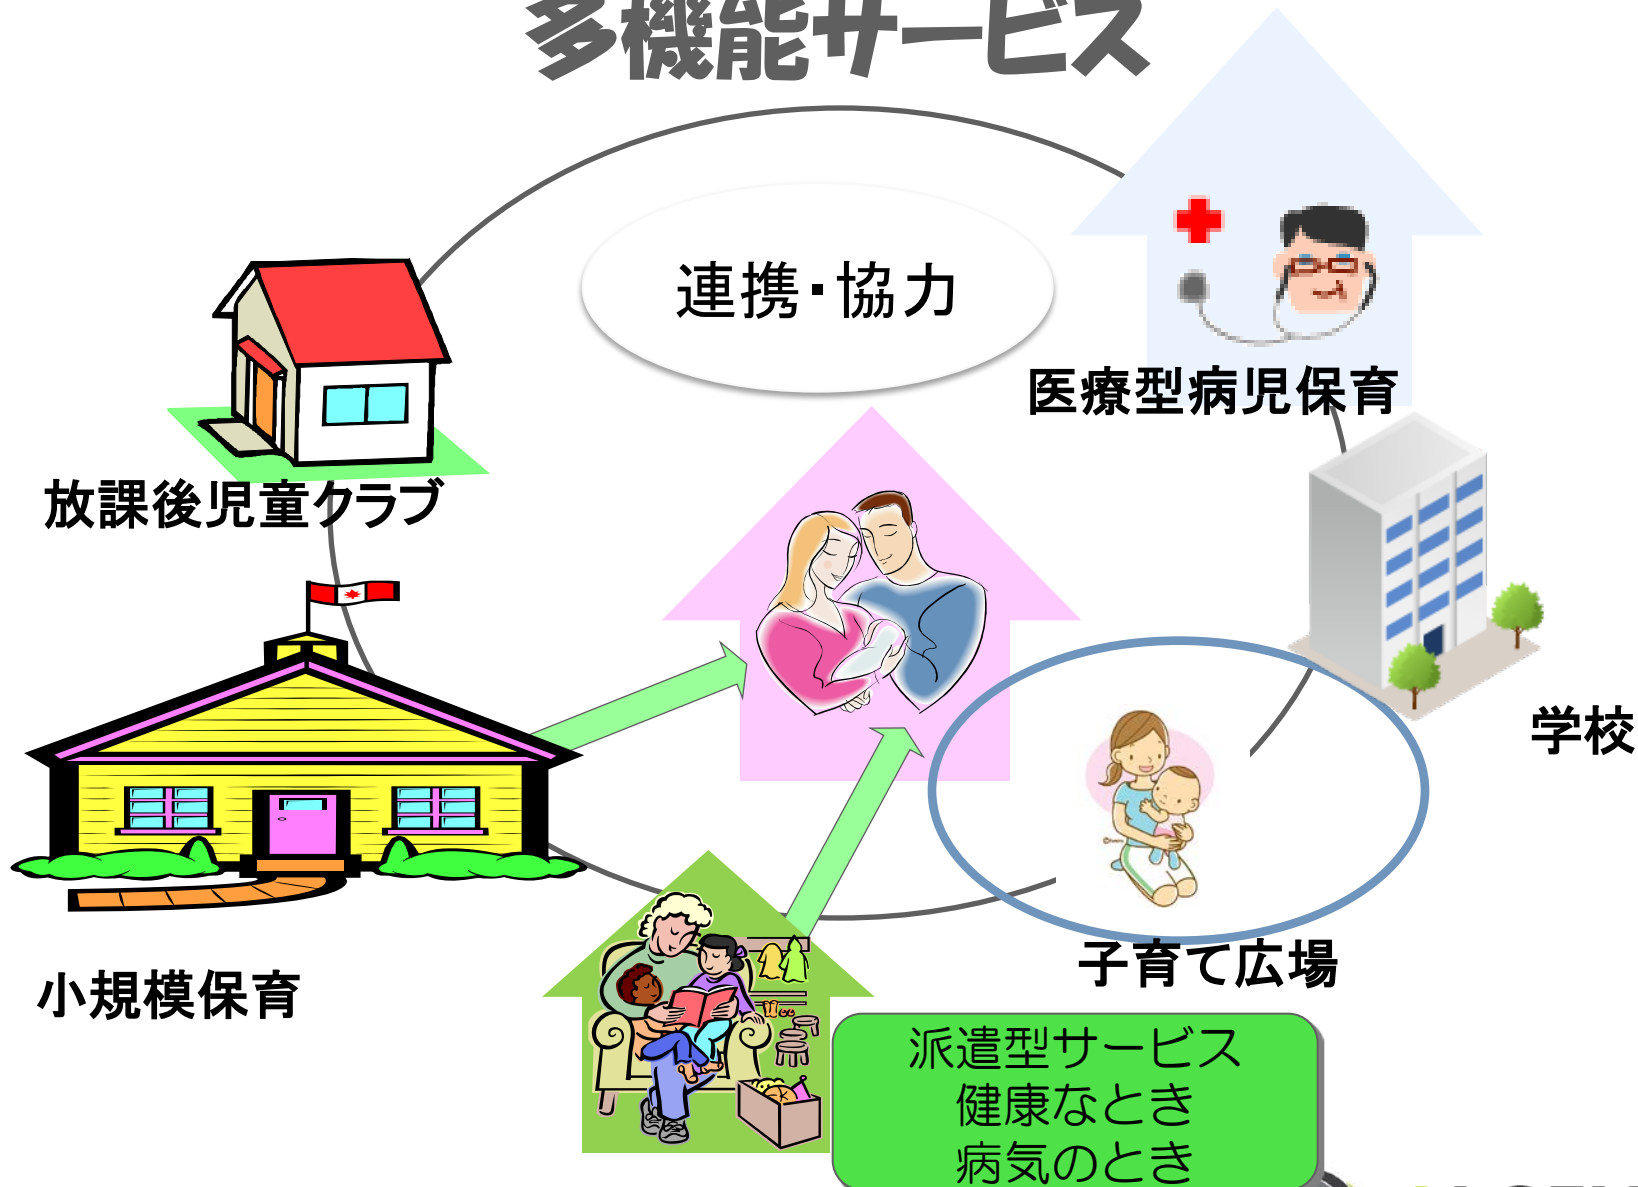 多機能サービス
連携・協力
医療型病児保育
放課後児童クラブ
学校
子育て広場
小規模保育
派遣型サービス
健康なとき
病気のとき